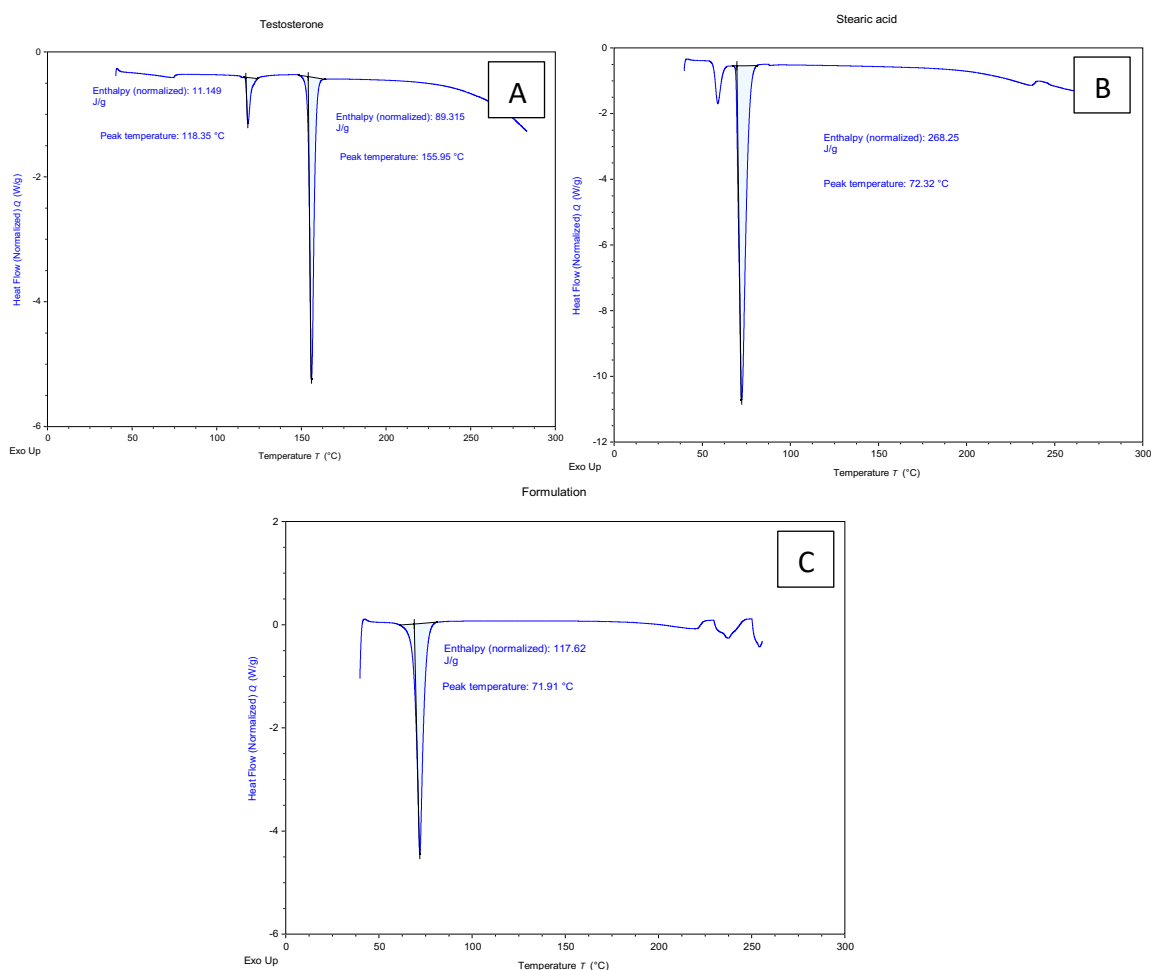 Testosterone
A
0
-2
-4
-6
Heat Flow (Normalized) Q (W/g)
Enthalpy (normalized): 11.149
J/g
Peak temperature: 118.35 °C
Enthalpy (normalized): 89.315
J/g
Peak temperature: 155.95 °C
0 50 100 150 200 250 300
Exo Up
Temperature T (°C)
Stearic acid
B
0
-2
-4
-6
-8
-10
-12
Heat Flow (Normalized) Q (W/g)
Enthalpy (normalized): 268.25
J/g
Peak temperature: 72.32 °C
0 50 100 150 200 250 300
Exo Up
Temperature T (°C)
Formulation
C
2
0
-2
-4
-6
Heat Flow (Normalized) Q (W/g)
Enthalpy (normalized): 117.62
J/g
Peak temperature: 71.91 °C
0 50 100 150 200 250 300
Exo Up
Temperature T (°C)